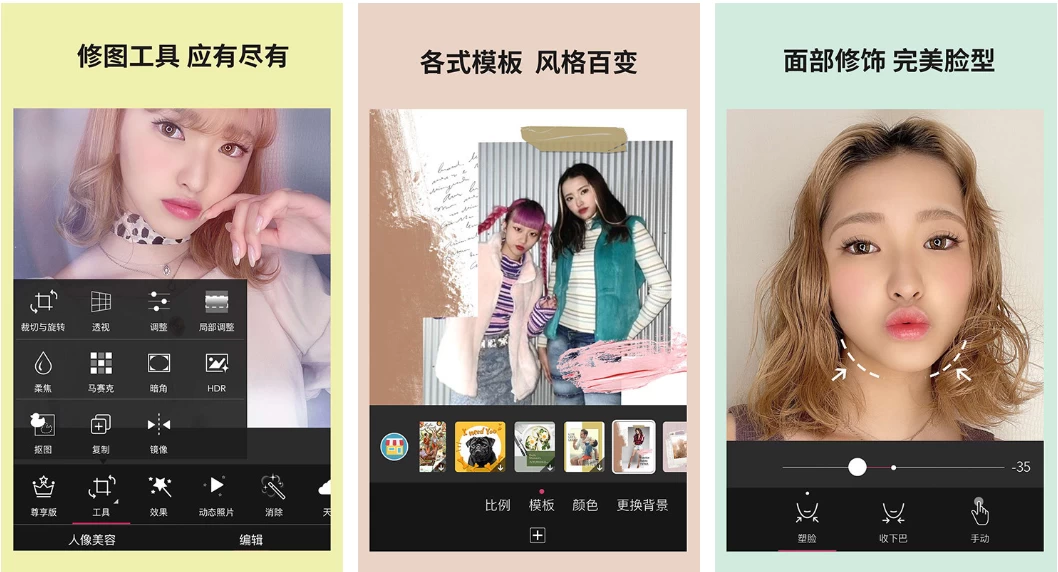 修图工具 应有尽有
裁切与旋转
透视
调整
局部调整
柔焦
马赛克
暗角
HDR
抠图
复制
镜像
尊享版
工具
效果
动态照片
消除
人像美容
编辑
各式模板 风格百变
I need You
比例
模板
颜色
更换背景
面部修饰 完美脸型
-35
塑脸
收下巴
手动